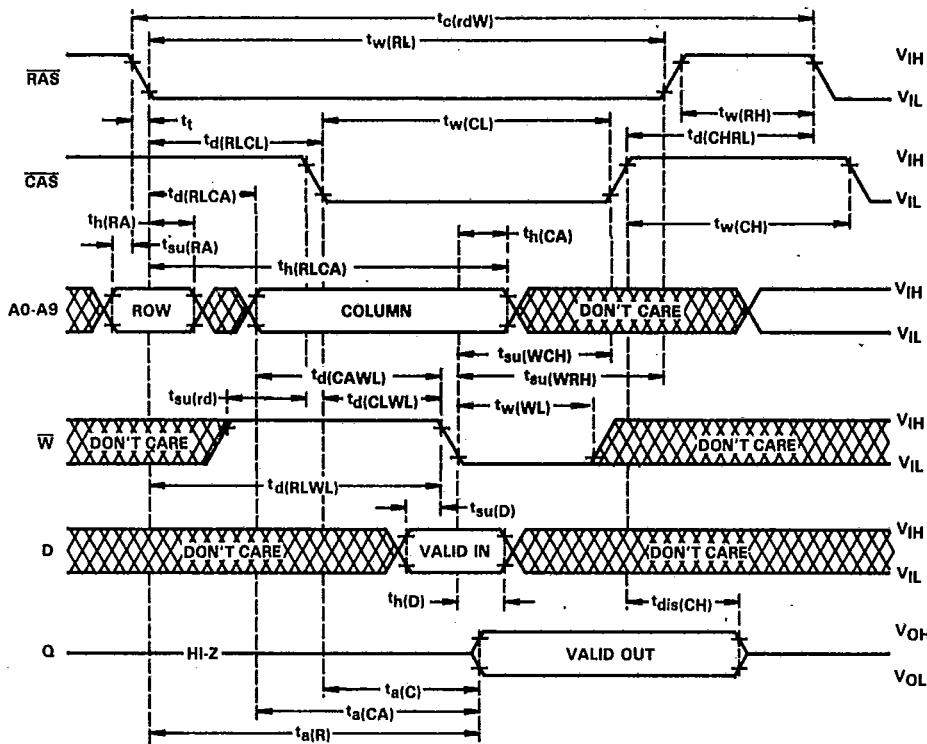 tc(rdW)
tw(RL)
RAS
VIH
VIL
tt
tw(CL)
tw(RH)
td(RLCL)
td(CHRL)
CAS
VIH
VIL
td(RLCA)
th(RA)
tsu(RA)
th(CA)
tw(CH)
th(RLCA)
A0-A9
ROW
COLUMN
DON'T CARE
VIH
VIL
tsu(WCH)
td(CAWL)
tsu(WRH)
tsu(rd)
td(CLWL)
tw(WL)
W
DON'T CARE
DON'T CARE
VIH
VIL
td(RLWL)
tsu(D)
D
DON'T CARE
VALID IN
DON'T CARE
VIH
VIL
th(D)
tdis(CH)
Q
HI-Z
VALID OUT
VOH
VOL
ta(C)
ta(CA)
ta(R)